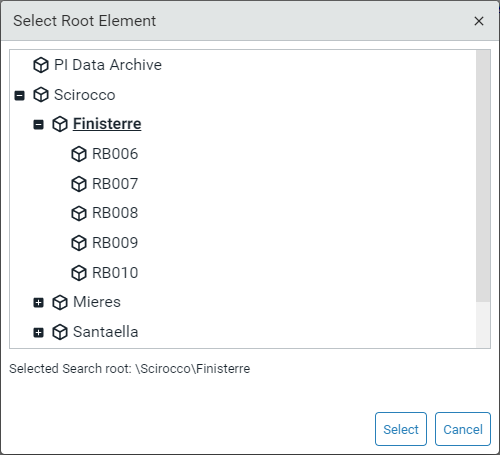 Select Root Element
PI Data Archive
Scirocco
Finisterre
RB006
RB007
RB008
RB009
RB010
Mieres
Santaella
Selected Search root: \Scirocco\Finisterre
Select Cancel